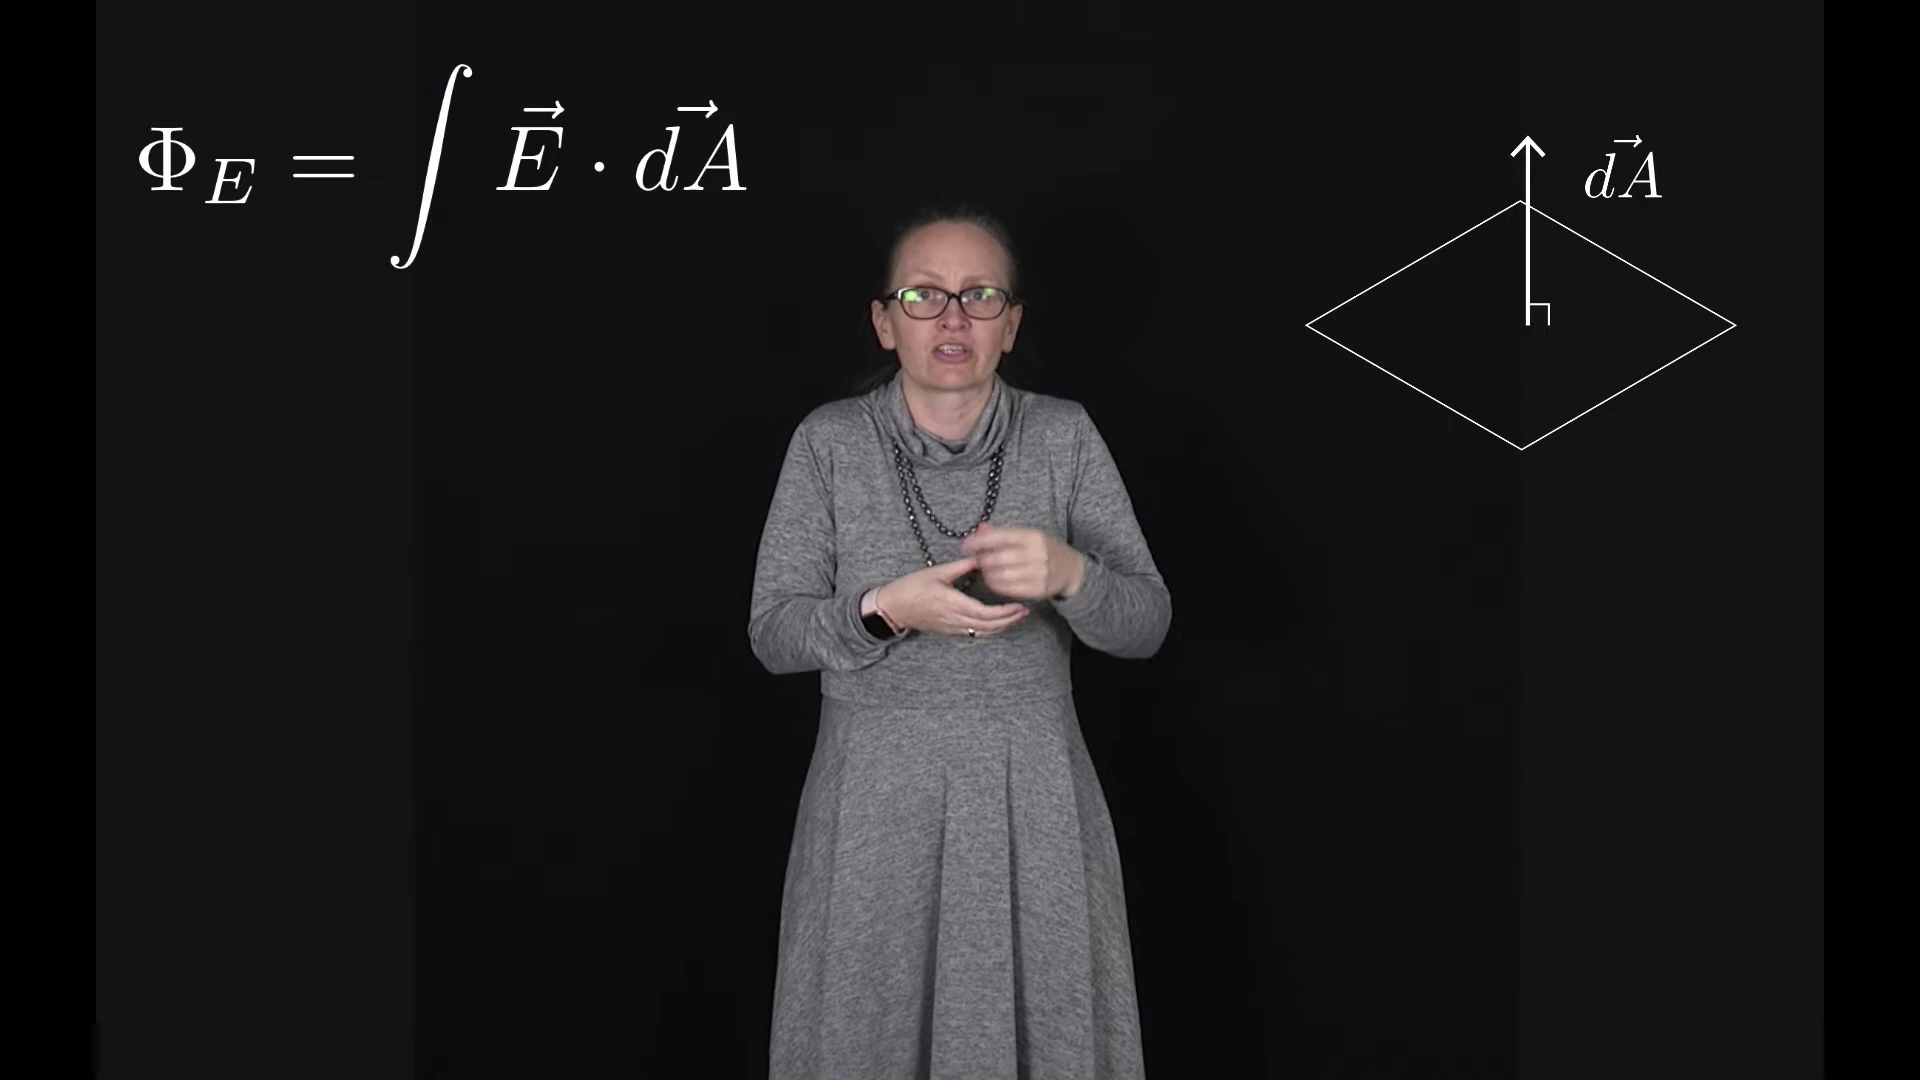 Φ_E = ∫ E⃗ · dA⃗
dA⃗